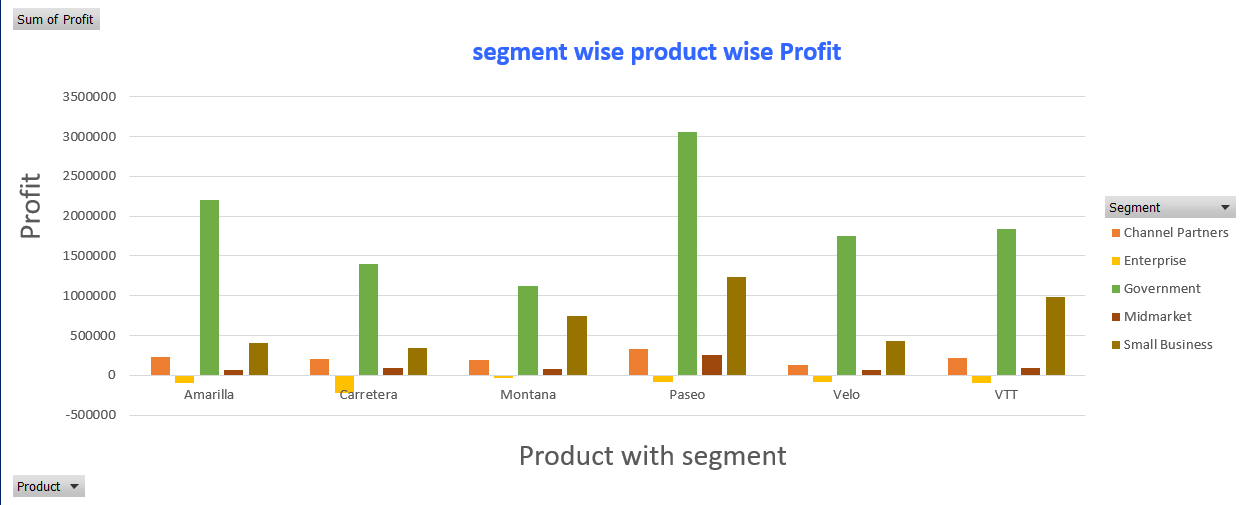 Sum of Profit
segment wise product wise Profit
3500000
3000000
2500000
2000000
1500000
1000000
500000
0
-500000
Profit
Amarilla
Carretera
Montana
Paseo
Velo
VTT
Product with segment
Segment
Channel Partners
Enterprise
Government
Midmarket
Small Business
Product